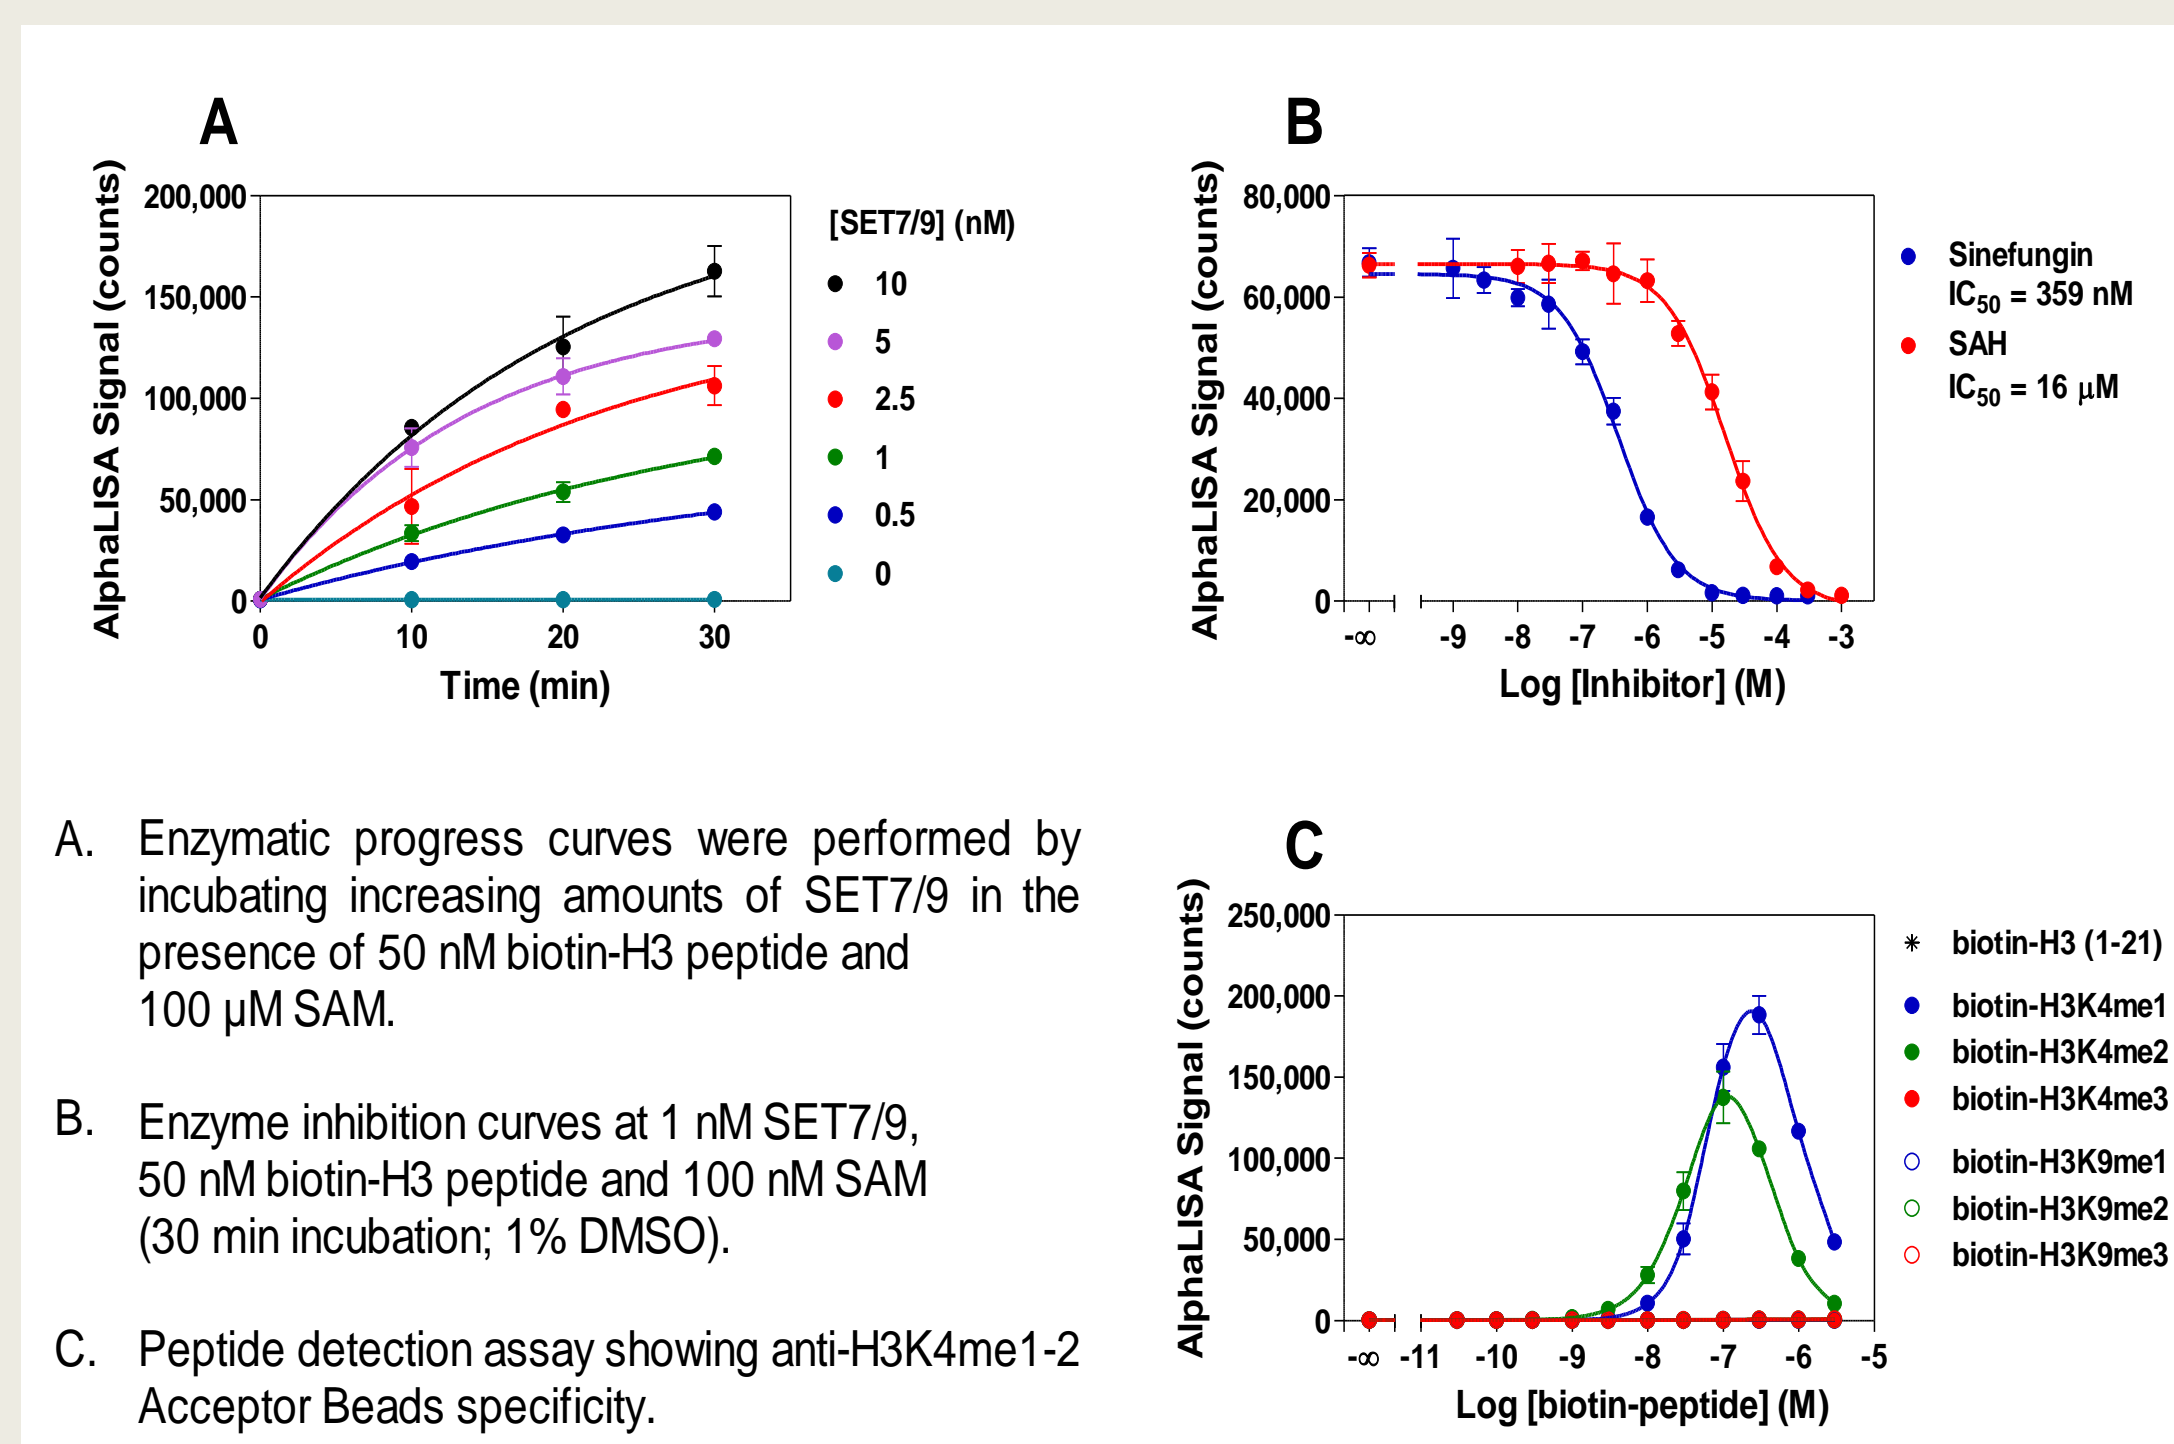 A
AlphaLISA Signal (counts)
200,000
150,000
100,000
50,000
0
0 10 20 30
Time (min)
[SET7/9] (nM)
10
5
2.5
1
0.5
0
B
AlphaLISA Signal (counts)
80,000
60,000
40,000
20,000
0
-∞ -9 -8 -7 -6 -5 -4 -3
Log [Inhibitor] (M)
Sinefungin
IC50 = 359 nM
SAH
IC50 = 16 µM
A. Enzymatic progress curves were performed by
incubating increasing amounts of SET7/9 in the
presence of 50 nM biotin-H3 peptide and
100 µM SAM.
B. Enzyme inhibition curves at 1 nM SET7/9,
50 nM biotin-H3 peptide and 100 nM SAM
(30 min incubation; 1% DMSO).
C. Peptide detection assay showing anti-H3K4me1-2
Acceptor Beads specificity.
C
AlphaLISA Signal (counts)
250,000
200,000
150,000
100,000
50,000
0
-∞ -11 -10 -9 -8 -7 -6 -5
Log [biotin-peptide] (M)
biotin-H3 (1-21)
biotin-H3K4me1
biotin-H3K4me2
biotin-H3K4me3
biotin-H3K9me1
biotin-H3K9me2
biotin-H3K9me3